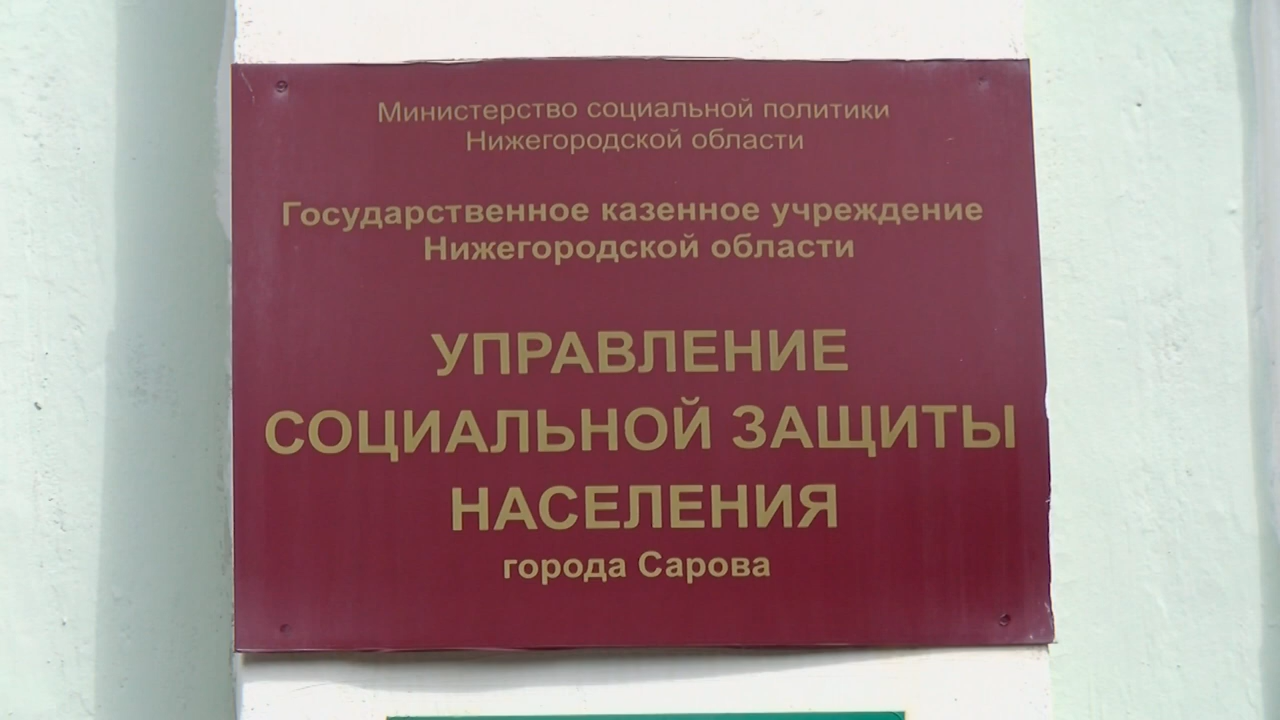 Министерство социальной политики
Нижегородской области
Государственное казенное учреждение
Нижегородской области
УПРАВЛЕНИЕ
СОЦИАЛЬНОЙ ЗАЩИТЫ
НАСЕЛЕНИЯ
города Сарова